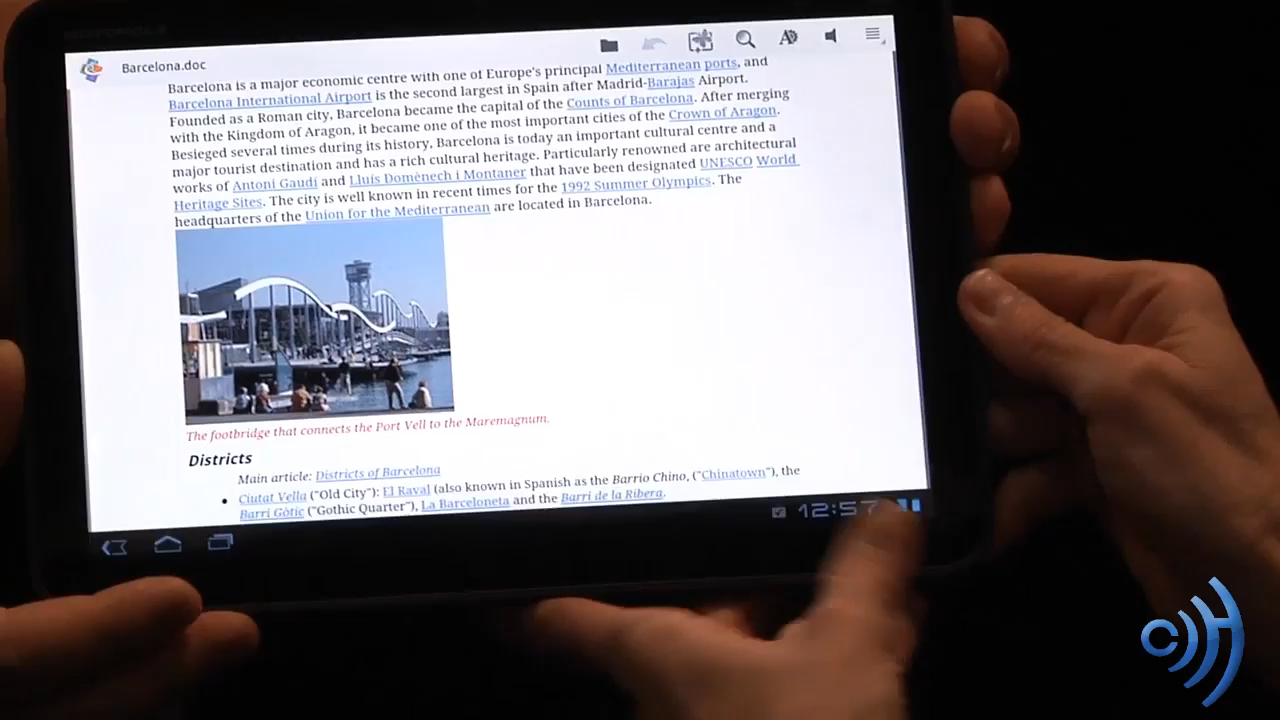 Barcelona.doc
Barcelona is a major economic centre with one of Europe's principal Mediterranean ports, and
Barcelona International Airport is the second largest in Spain after Madrid-Barajas Airport.
Founded as a Roman city, Barcelona became the capital of the Counts of Barcelona. After merging
with the Kingdom of Aragon, it became one of the most important cities of the Crown of Aragon.
Besieged several times during its history, Barcelona is today an important cultural centre and a
major tourist destination and has a rich cultural heritage. Particularly renowned are architectural
works of Antoni Gaudí and Lluís Domènech i Montaner that have been designated UNESCO World
Heritage Sites. The city is well known in recent times for the 1992 Summer Olympics. The
headquarters of the Union for the Mediterranean are located in Barcelona.
The footbridge that connects the Port Vell to the Maremagnum.
Districts
Main article: Districts of Barcelona
• Ciutat Vella ("Old City"): El Raval (also known in Spanish as the Barrio Chino, ("Chinatown"), the
Barri Gòtic ("Gothic Quarter"), La Barceloneta and the Barri de la Ribera.
12:57
CH